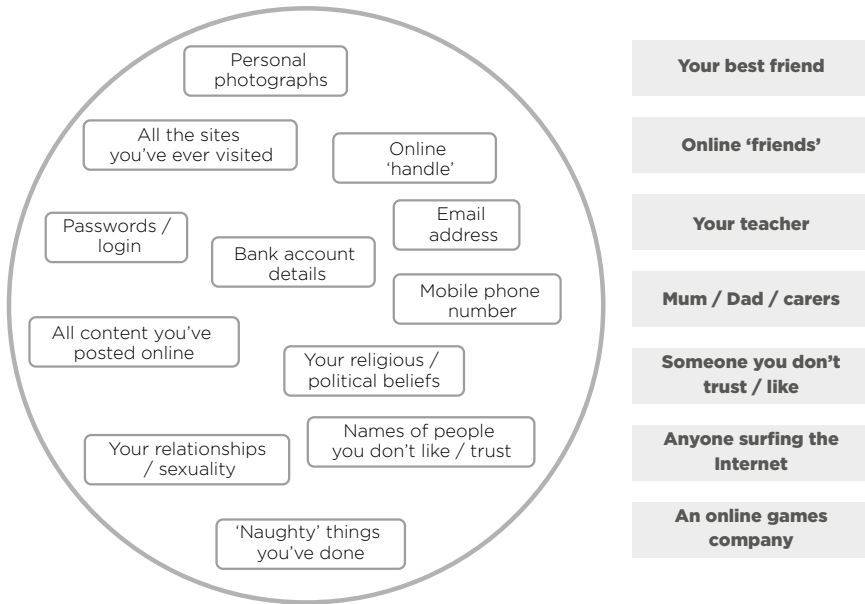 Personal
photographs
All the sites
you've ever visited
Online
‘handle’
Passwords /
login
Email
address
Bank account
details
Mobile phone
number
All content you've
posted online
Your religious /
political beliefs
Names of people
you don't like / trust
Your relationships
/ sexuality
‘Naughty’ things
you've done
Your best friend
Online ‘friends’
Your teacher
Mum / Dad / carers
Someone you don’t
trust / like
Anyone surfing the
Internet
An online games
company